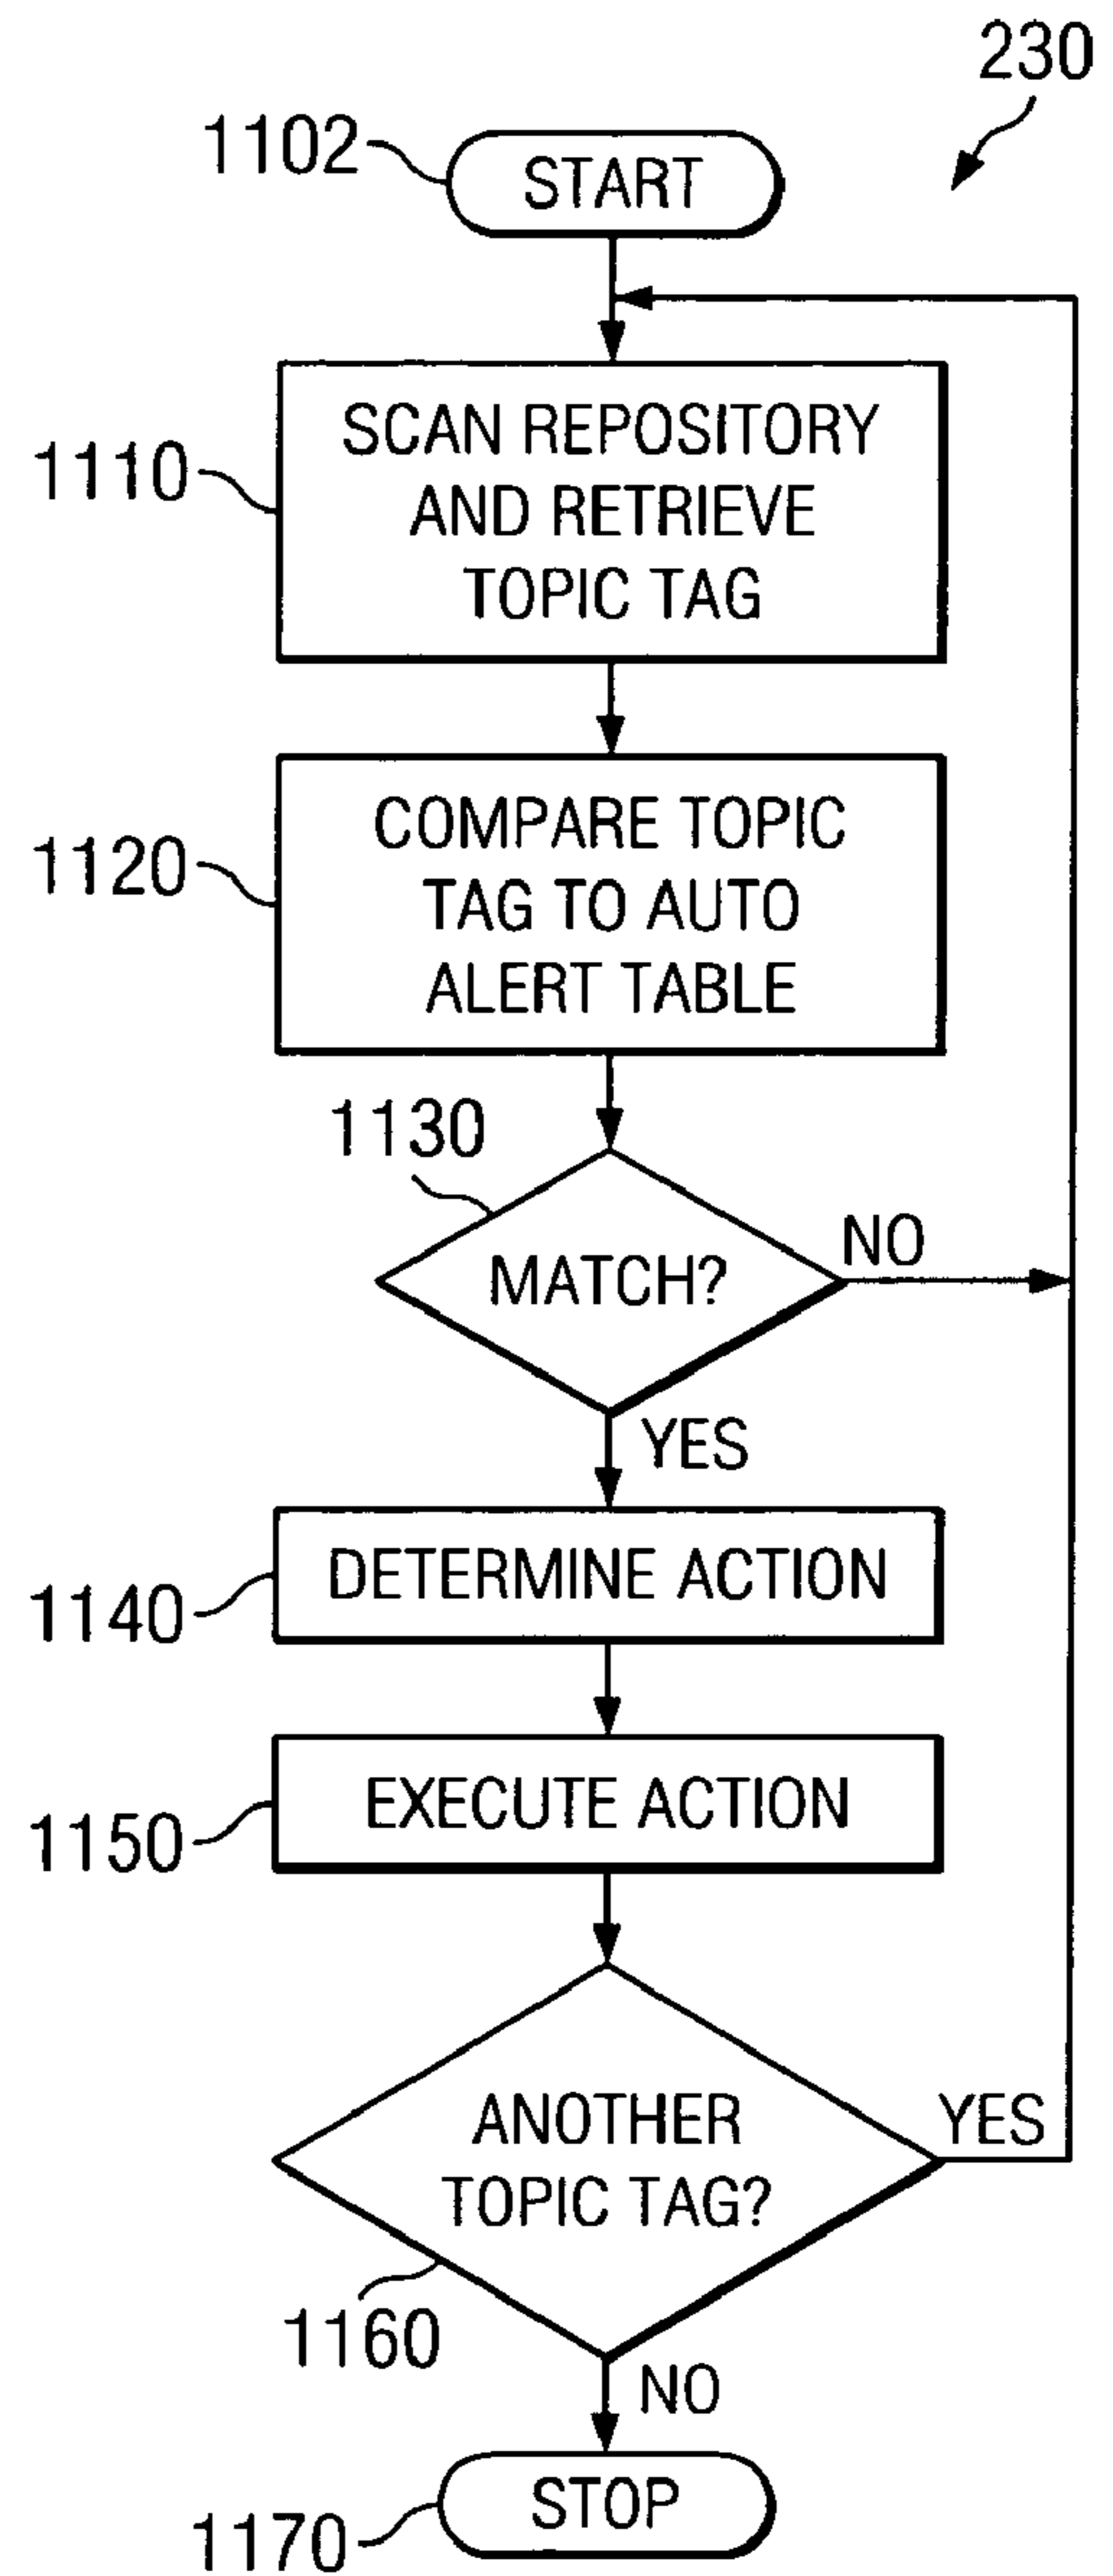 230
1102
START
1110
SCAN REPOSITORY
AND RETRIEVE
TOPIC TAG
1120
COMPARE TOPIC
TAG TO AUTO
ALERT TABLE
1130
MATCH?
NO
YES
1140
DETERMINE ACTION
1150
EXECUTE ACTION
ANOTHER
TOPIC TAG?
YES
1160
NO
STOP
1170